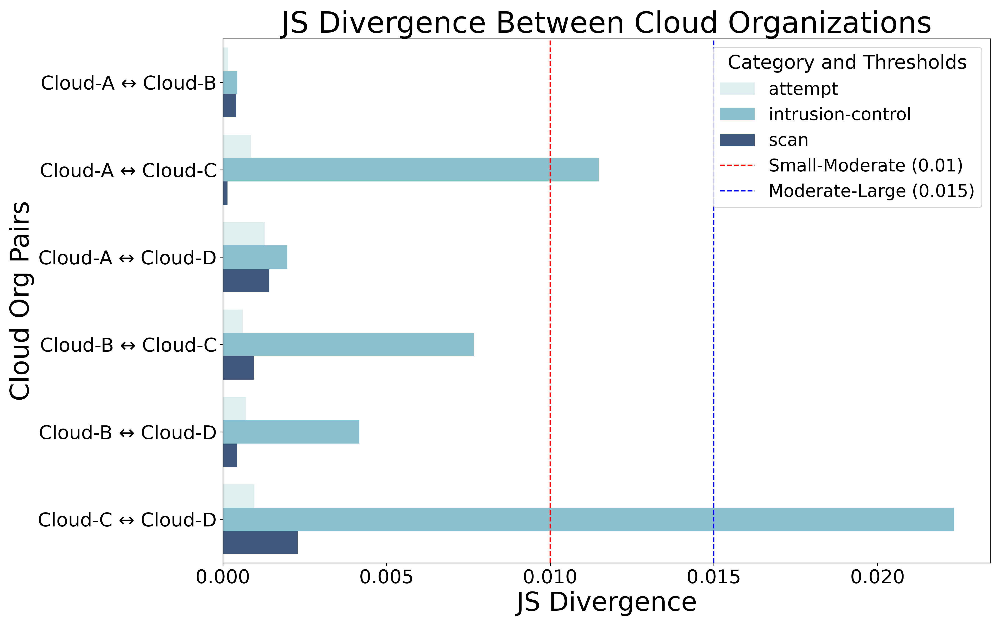 JS Divergence Between Cloud Organizations
Category and Thresholds
attempt
intrusion-control
scan
Small-Moderate (0.01)
Moderate-Large (0.015)
Cloud Org Pairs
Cloud-A ↔ Cloud-B
Cloud-A ↔ Cloud-C
Cloud-A ↔ Cloud-D
Cloud-B ↔ Cloud-C
Cloud-B ↔ Cloud-D
Cloud-C ↔ Cloud-D
0.000 0.005 0.010 0.015 0.020
JS Divergence